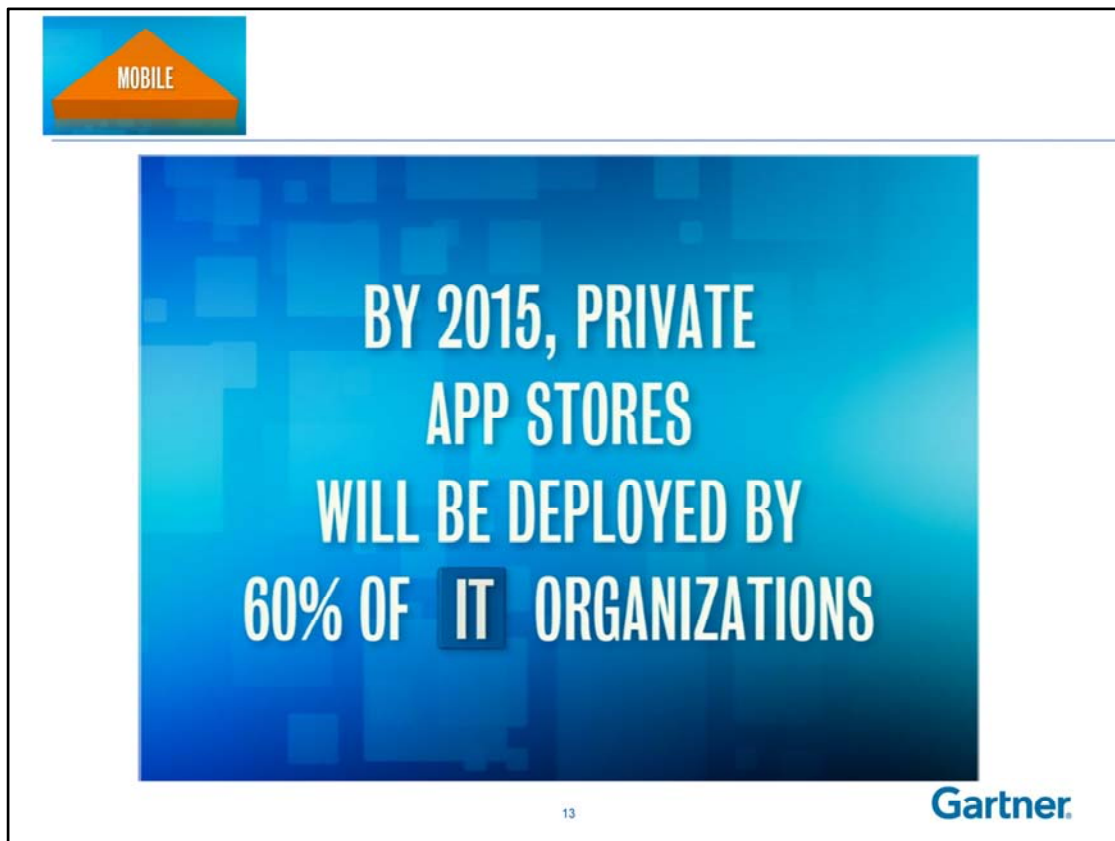 MOBILE
BY 2015, PRIVATE
APP STORES
WILL BE DEPLOYED BY
60% OF IT ORGANIZATIONS
13
Gartner.